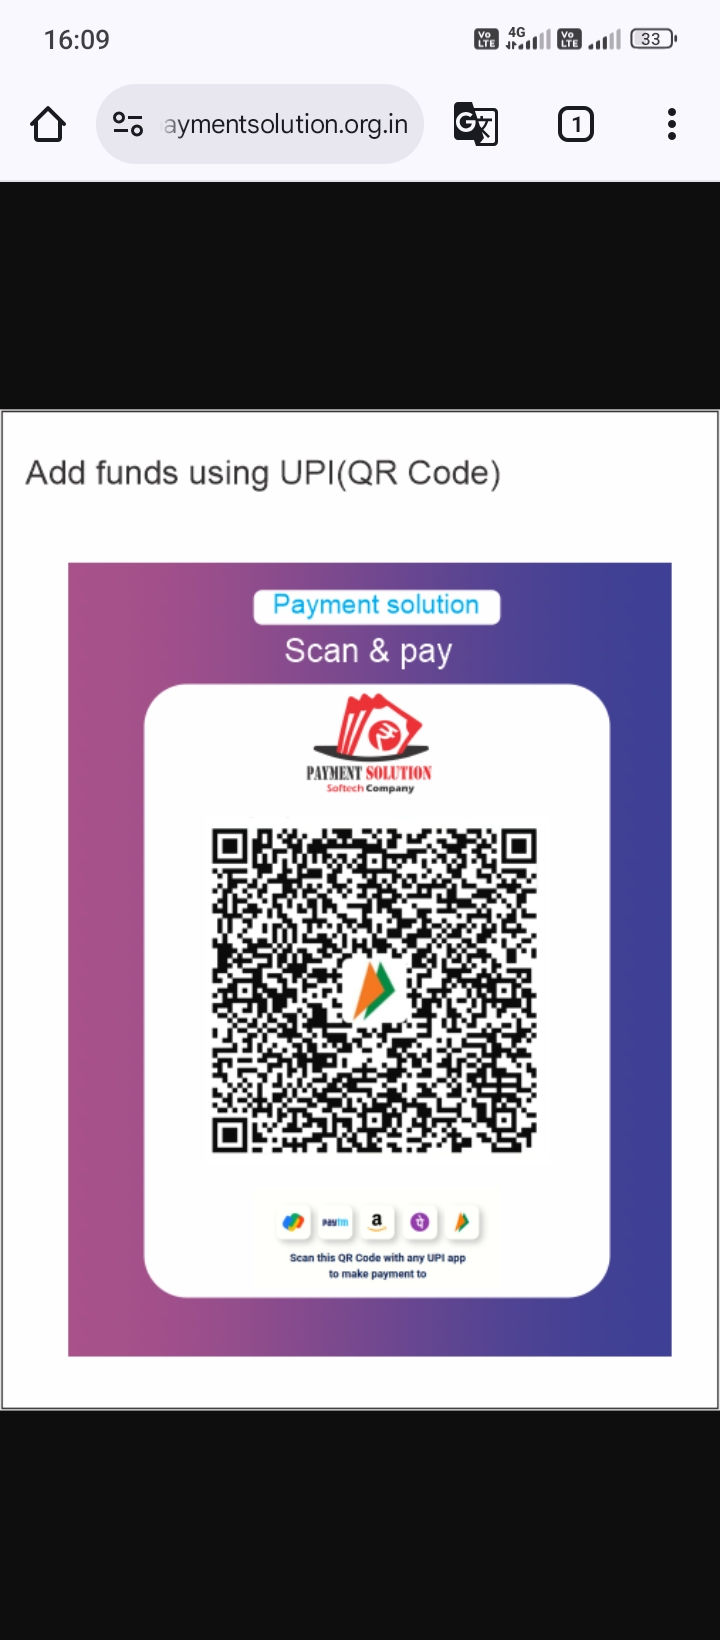 16:09
Vo LTE 4G Vo LTE 33
aymentsolution.org.in 1
Add funds using UPI(QR Code)
Payment solution
Scan & pay
PAYMENT SOLUTION
Softech Company
paytm a पे
Scan this QR Code with any UPI app
to make payment to